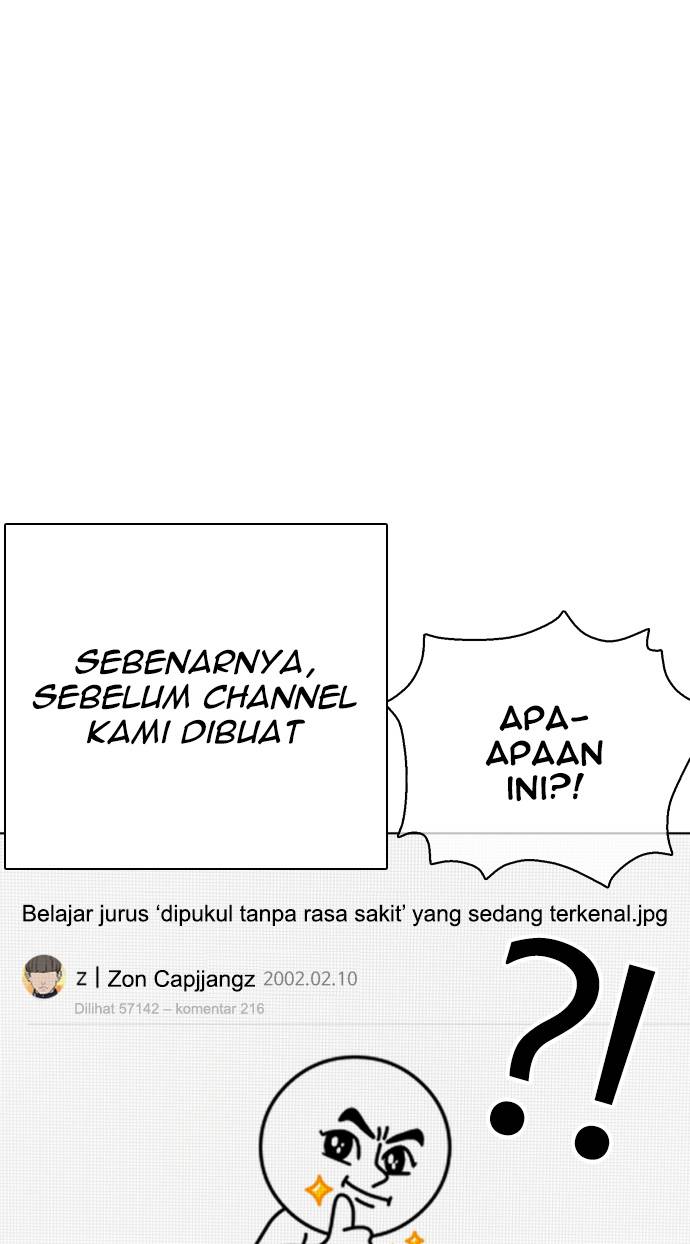 SEBENARNYA,
SEBELUM CHANNEL
KAMI DIBUAT
APA-
APAAN
INI?!
Belajar jurus ‘dipukul tanpa rasa sakit’ yang sedang terkenal.jpg
z | Zon Capjjangz 2002.02.10
Dilihat 57142 – komentar 216
?!